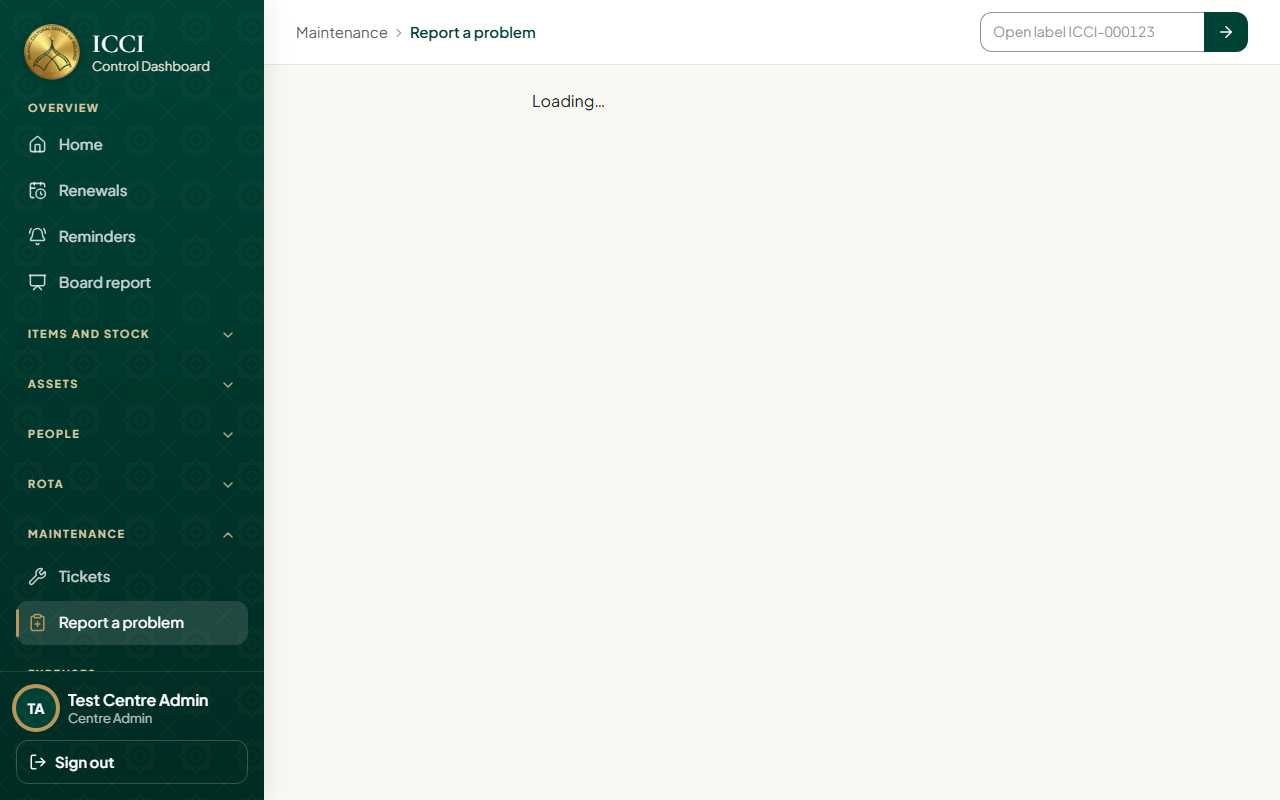 ICCI
Control Dashboard
OVERVIEW
Home
Renewals
Reminders
Board report
ITEMS AND STOCK
ASSETS
PEOPLE
ROTA
MAINTENANCE
Tickets
Report a problem
TA
Test Centre Admin
Centre Admin
Sign out
Maintenance > Report a problem
Open label ICCI-000123
Loading…